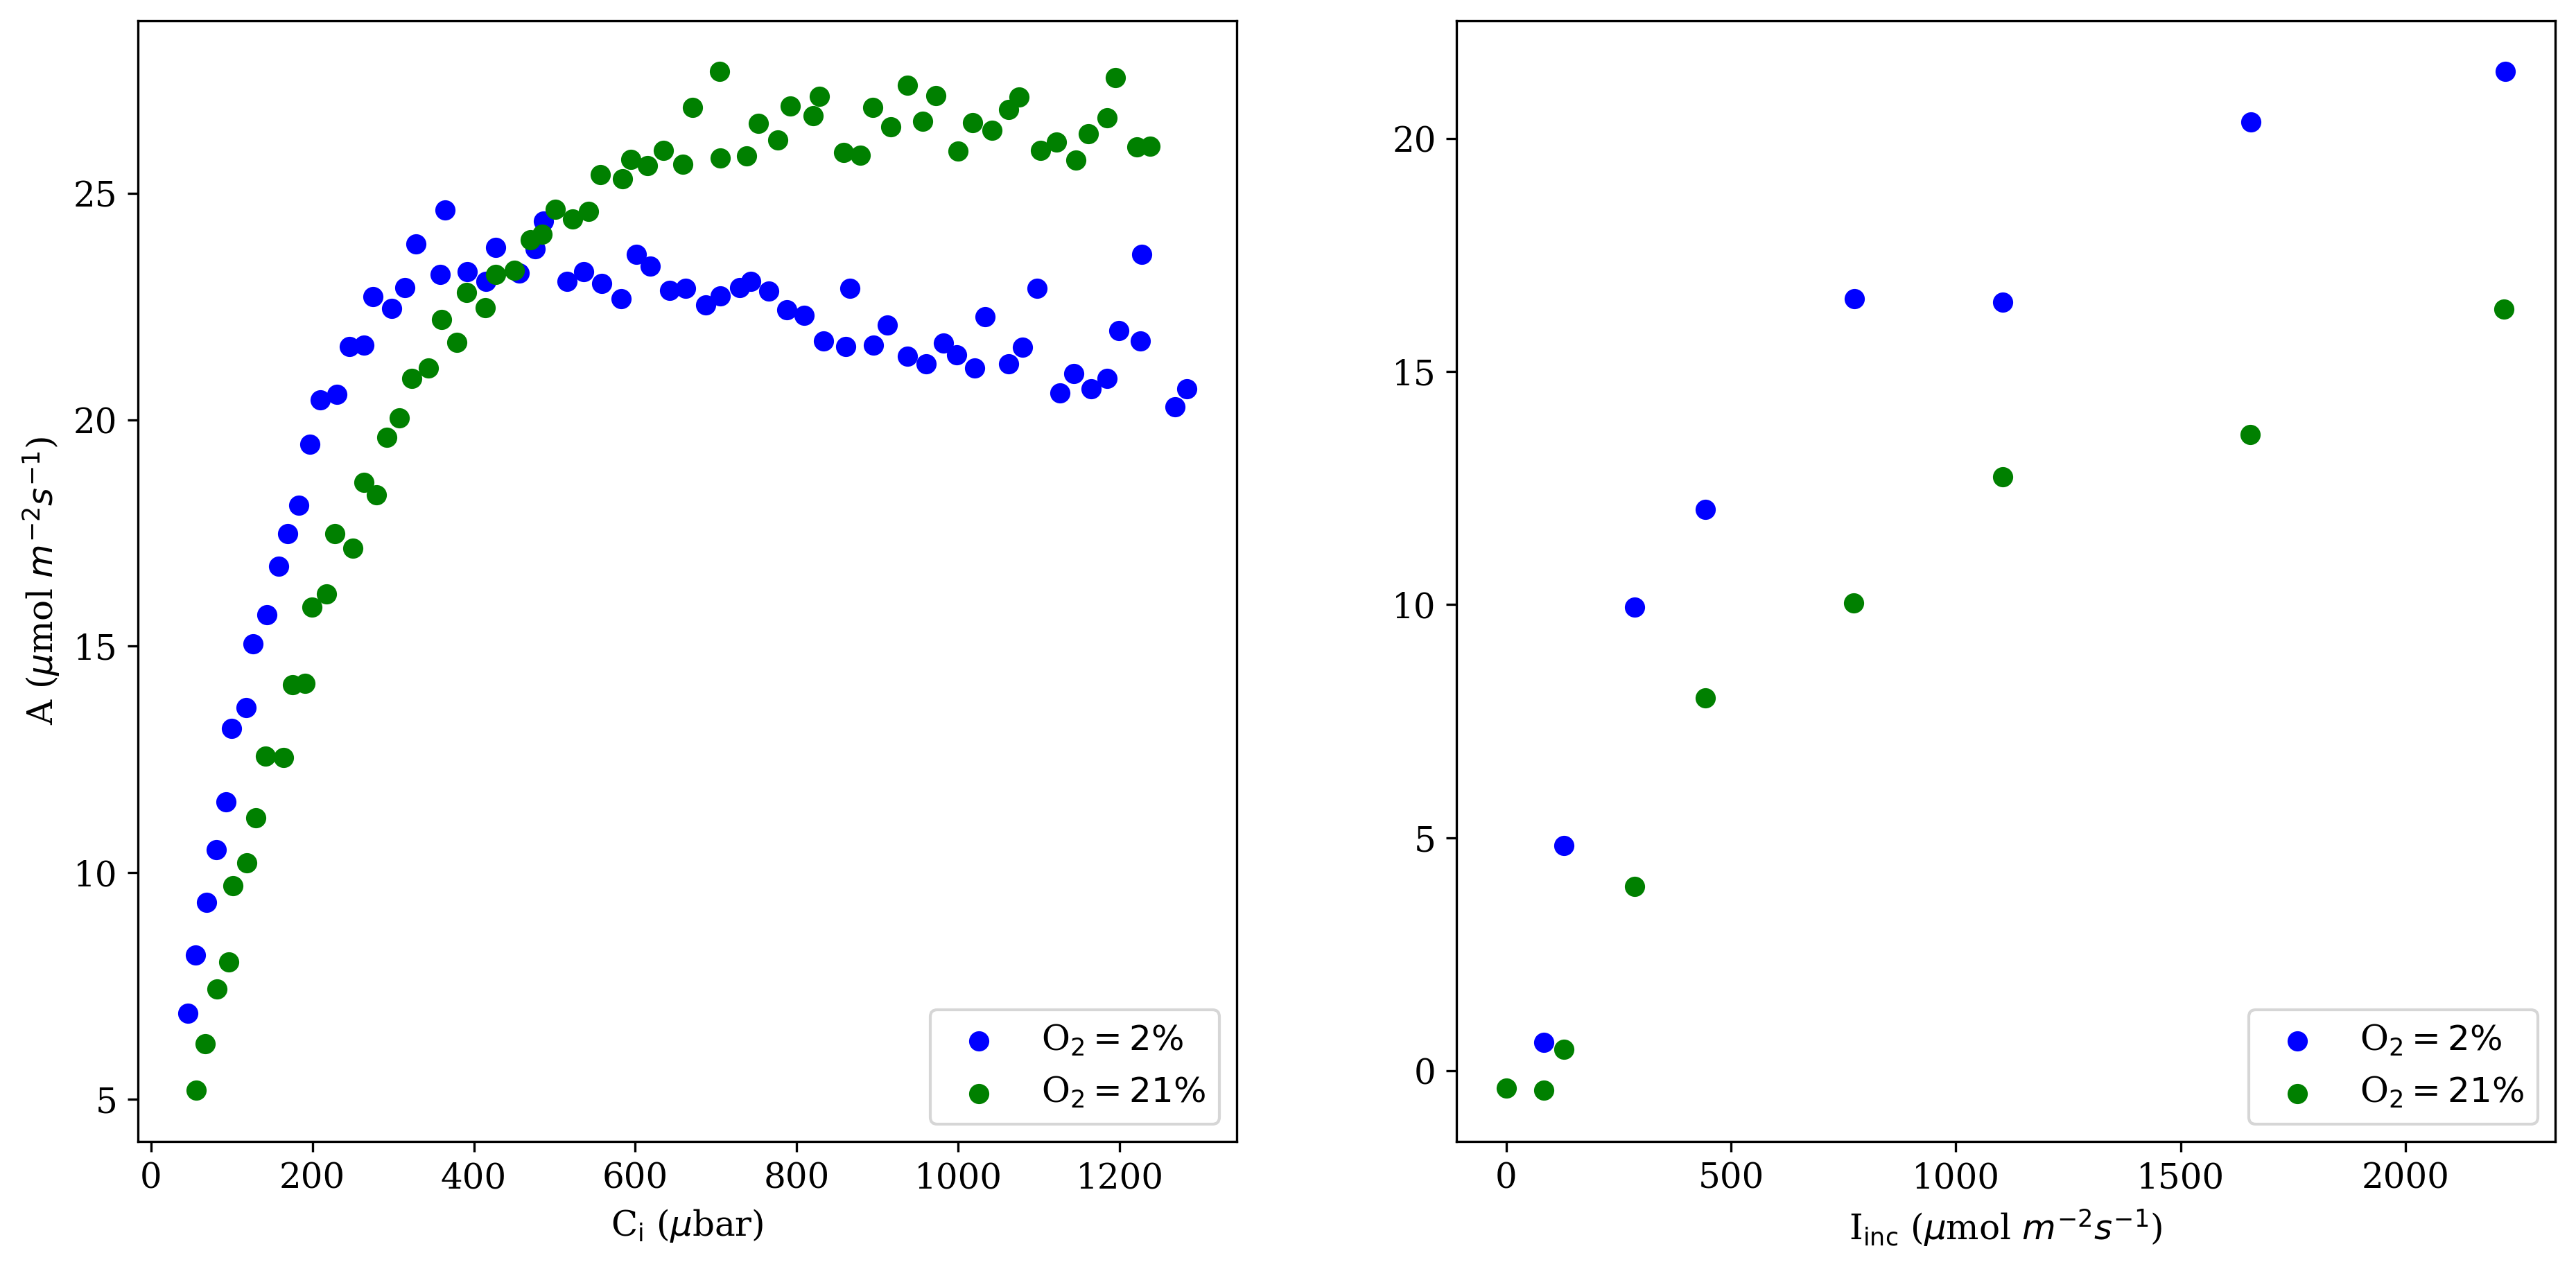 25
20
15
10
5
A (μmol m⁻²s⁻¹)
0 200 400 600 800 1000 1200
Cᵢ (μbar)
O₂ = 2%
O₂ = 21%
20
15
10
5
0
0 500 1000 1500 2000
I_inc (μmol m⁻²s⁻¹)
O₂ = 2%
O₂ = 21%